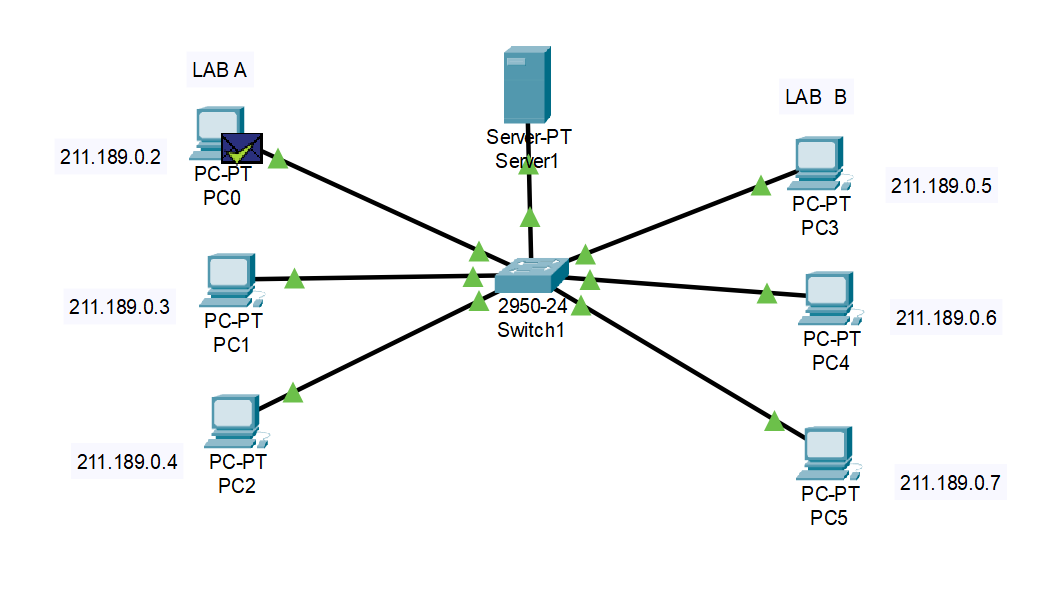 LAB A
Server-PT
Server1
LAB B
211.189.0.2
PC-PT
PC0
PC-PT
PC3
211.189.0.5
211.189.0.3
PC-PT
PC1
2950-24
Switch1
PC-PT
PC4
211.189.0.6
211.189.0.4
PC-PT
PC2
PC-PT
PC5
211.189.0.7